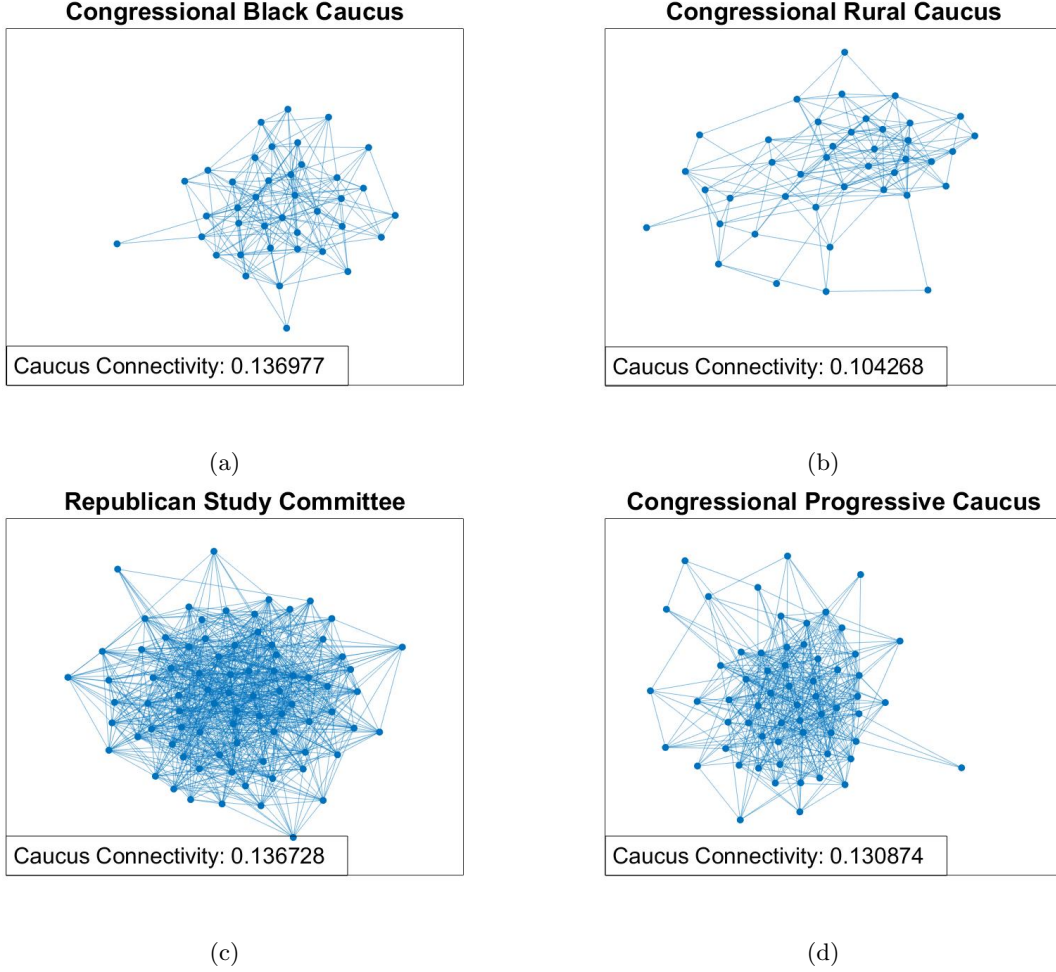 Congressional Black Caucus
Caucus Connectivity: 0.136977
(a)
Congressional Rural Caucus
Caucus Connectivity: 0.104268
(b)
Republican Study Committee
Caucus Connectivity: 0.136728
(c)
Congressional Progressive Caucus
Caucus Connectivity: 0.130874
(d)